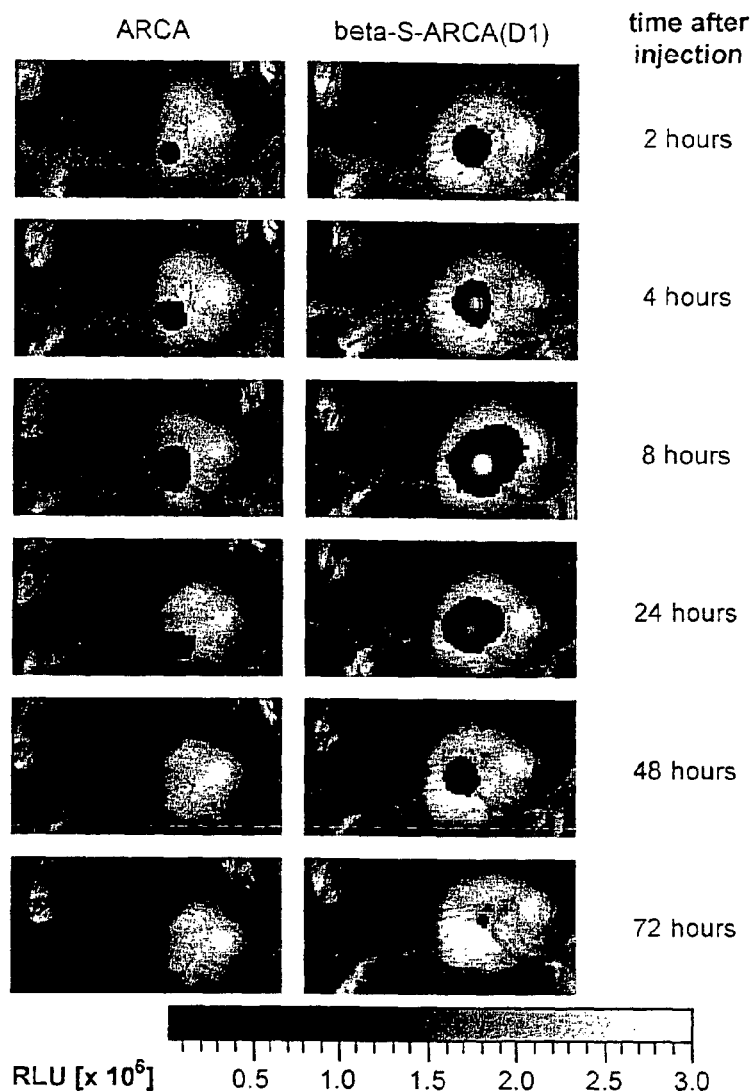 ARCA beta-S-ARCA(D1) time after
injection
2 hours
4 hours
8 hours
24 hours
48 hours
72 hours
RLU [x 10⁶] 0.5 1.0 1.5 2.0 2.5 3.0